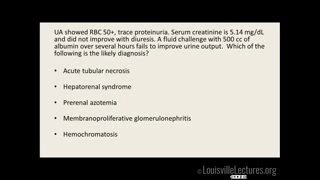 UA showed RBC 50+, trace proteinuria. Serum creatinine is 5.14 mg/dL
and did not improve with diuresis. A fluid challenge with 500 cc of
albumin over several hours fails to improve urine output. Which of the
following is the likely diagnosis?
• Acute tubular necrosis
• Hepatorenal syndrome
• Prerenal azotemia
• Membranoproliferative glomerulonephritis
• Hemochromatosis
LouisvilleLectures.org